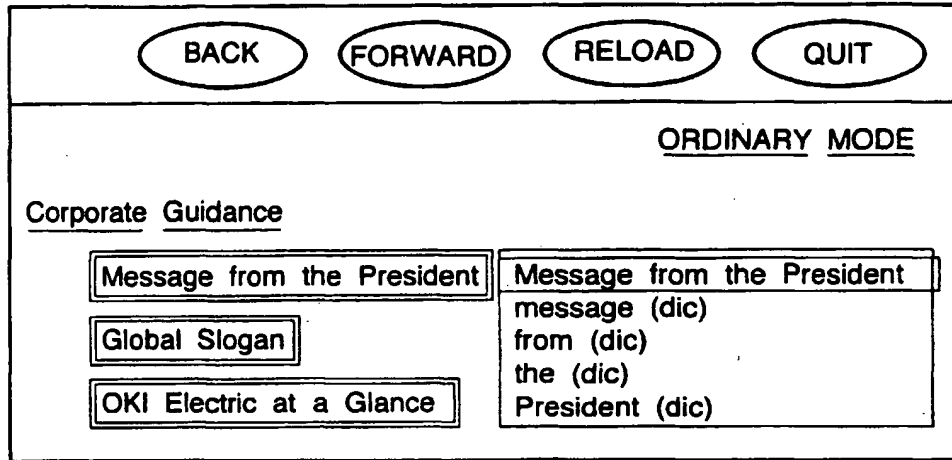 BACK FORWARD RELOAD QUIT
ORDINARY MODE
Corporate Guidance
Message from the President
Global Slogan
OKI Electric at a Glance
Message from the President
message (dic)
from (dic)
the (dic)
President (dic)